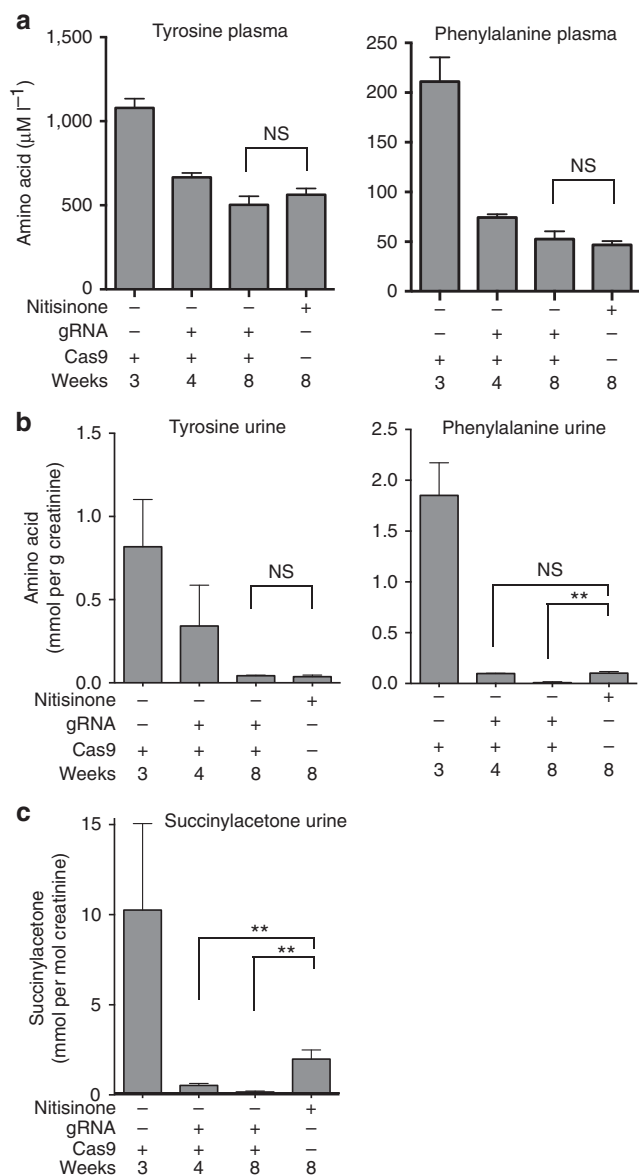 a
Tyrosine plasma
Amino acid (μM l⁻¹)
1,500
1,000
500
0
NS
Nitisinone – – – +
gRNA – + + –
Cas9 + + + –
Weeks 3 4 8 8
Phenylalanine plasma
250
200
150
100
50
0
NS
– – – +
– + + –
+ + + –
3 4 8 8
b
Tyrosine urine
Amino acid
(mmol per g creatinine)
1.5
1.0
0.5
0.0
NS
Nitisinone – – – +
gRNA – + + –
Cas9 + + + –
Weeks 3 4 8 8
Phenylalanine urine
2.5
2.0
1.5
1.0
0.5
0.0
NS
**
– – – +
– + + –
+ + + –
3 4 8 8
c
Succinylacetone urine
Succinylacetone
(mmol per mol creatinine)
15
10
5
0
**
**
Nitisinone – – – +
gRNA – + + –
Cas9 + + + –
Weeks 3 4 8 8